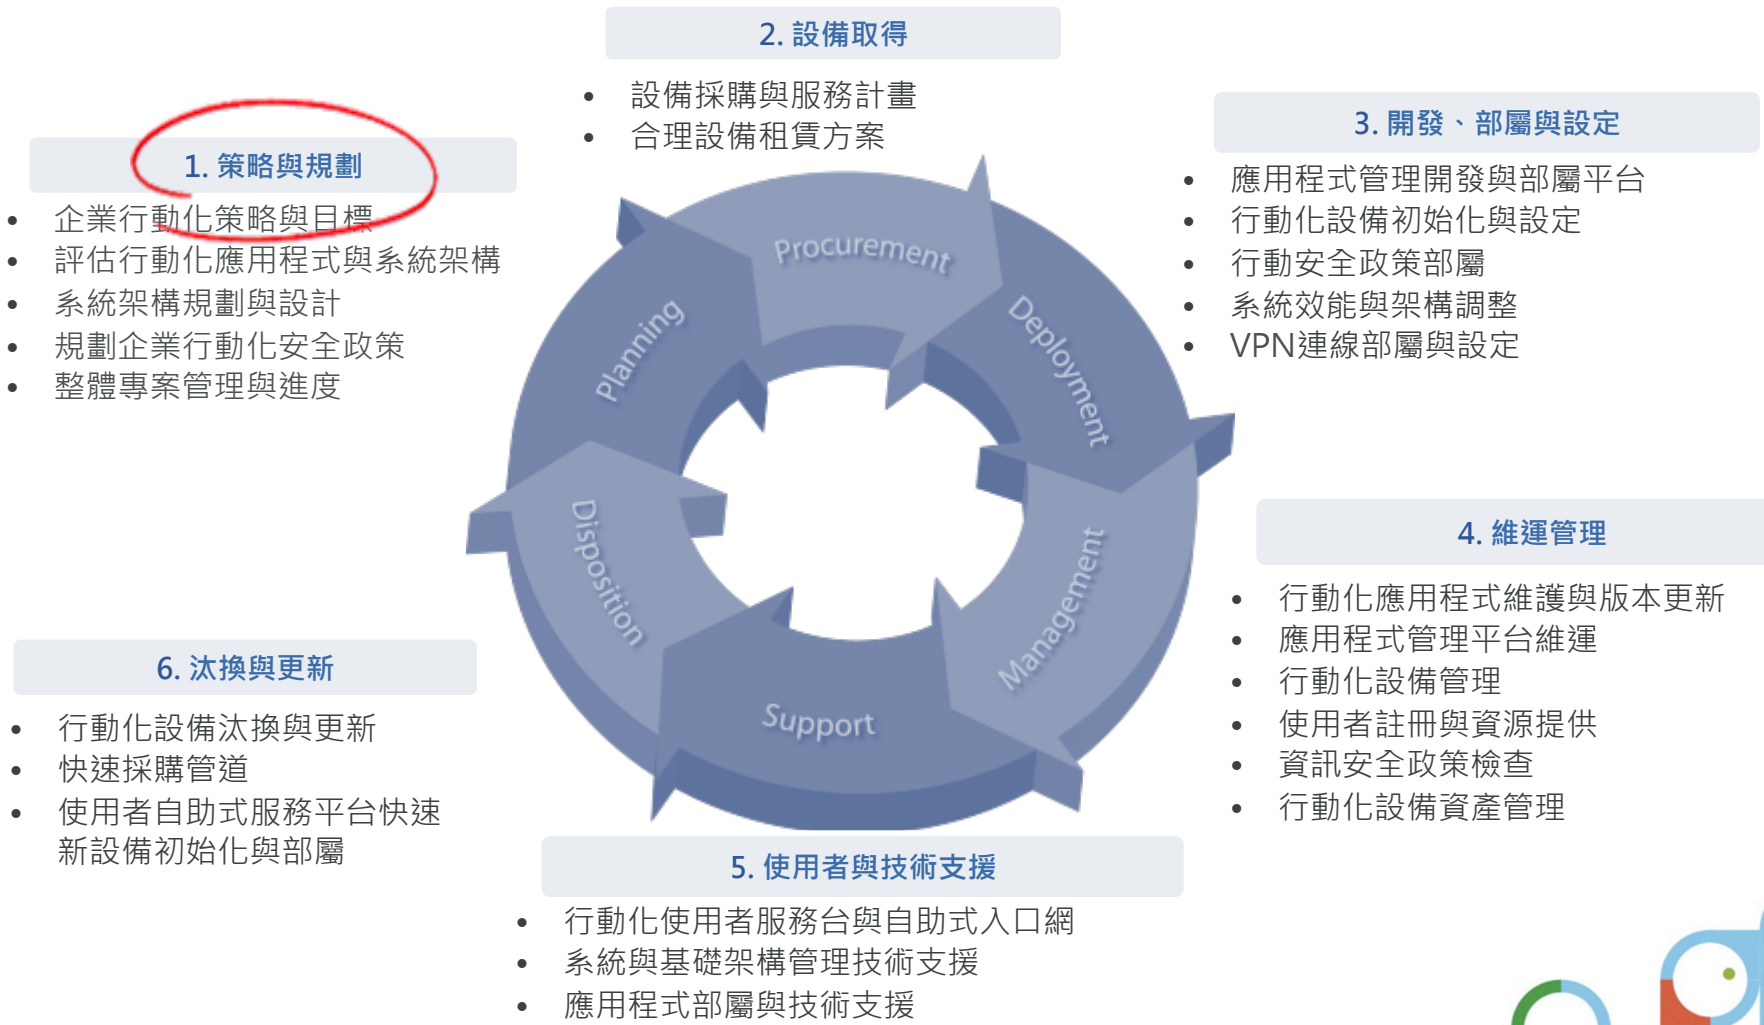 1. 策略與規劃
• 企業行動化策略與目標
• 評估行動化應用程式與系統架構
• 系統架構規劃與設計
• 規劃企業行動化安全政策
• 整體專案管理與進度
2. 設備取得
• 設備採購與服務計畫
• 合理設備租賃方案
3. 開發、部屬與設定
• 應用程式管理開發與部屬平台
• 行動化設備初始化與設定
• 行動安全政策部屬
• 系統效能與架構調整
• VPN連線部屬與設定
4. 維運管理
• 行動化應用程式維護與版本更新
• 應用程式管理平台維運
• 行動化設備管理
• 使用者註冊與資源提供
• 資訊安全政策檢查
• 行動化設備資產管理
5. 使用者與技術支援
• 行動化使用者服務台與自助式入口網
• 系統與基礎架構管理技術支援
• 應用程式部屬與技術支援
6. 汰換與更新
• 行動化設備汰換與更新
• 快速採購管道
• 使用者自助式服務平台快速
新設備初始化與部屬
Planning
Procurement
Deployment
Management
Support
Disposition